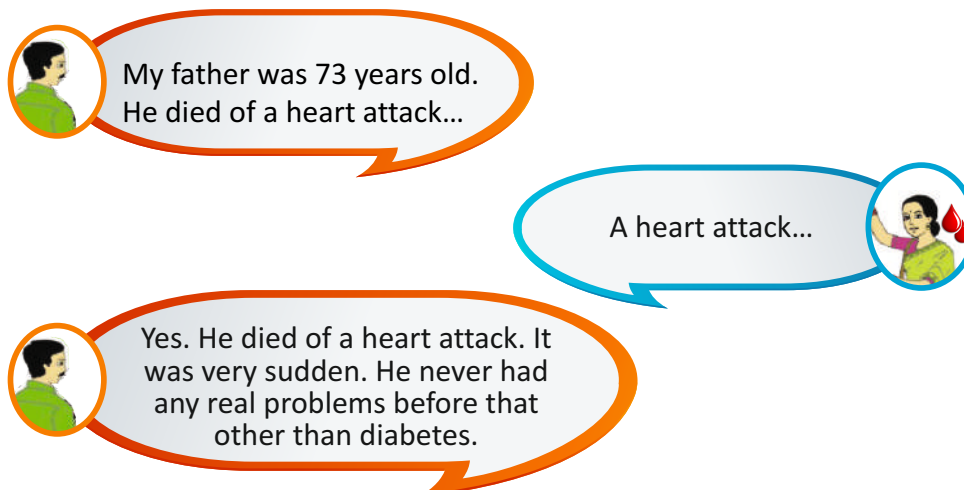 My father was 73 years old.
He died of a heart attack…
A heart attack…
Yes. He died of a heart attack. It
was very sudden. He never had
any real problems before that
other than diabetes.